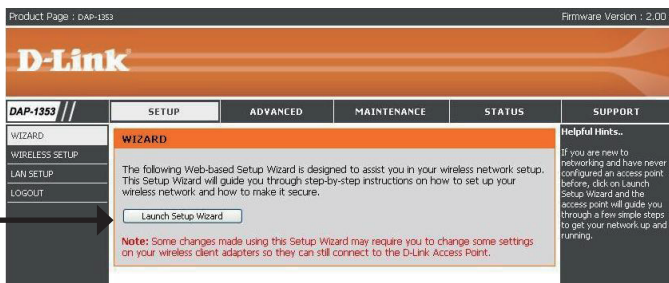 Product Page : DAP-1353
Firmware Version : 2.00
D-Link
DAP-1353
SETUP
ADVANCED
MAINTENANCE
STATUS
SUPPORT
WIZARD
WIRELESS SETUP
LAN SETUP
LOGOUT
WIZARD
The following Web-based Setup Wizard is designed to assist you in your wireless network setup.
This Setup Wizard will guide you through step-by-step instructions on how to set up your
wireless network and how to make it secure.
Launch Setup Wizard
Note: Some changes made using this Setup Wizard may require you to change some settings
on your wireless client adapters so they can still connect to the D-Link Access Point.
Helpful Hints..
If you are new to
networking and have never
configured an access point
before, click on Launch
Setup Wizard and the
access point will guide you
through a few simple steps
to get your network up and
running.